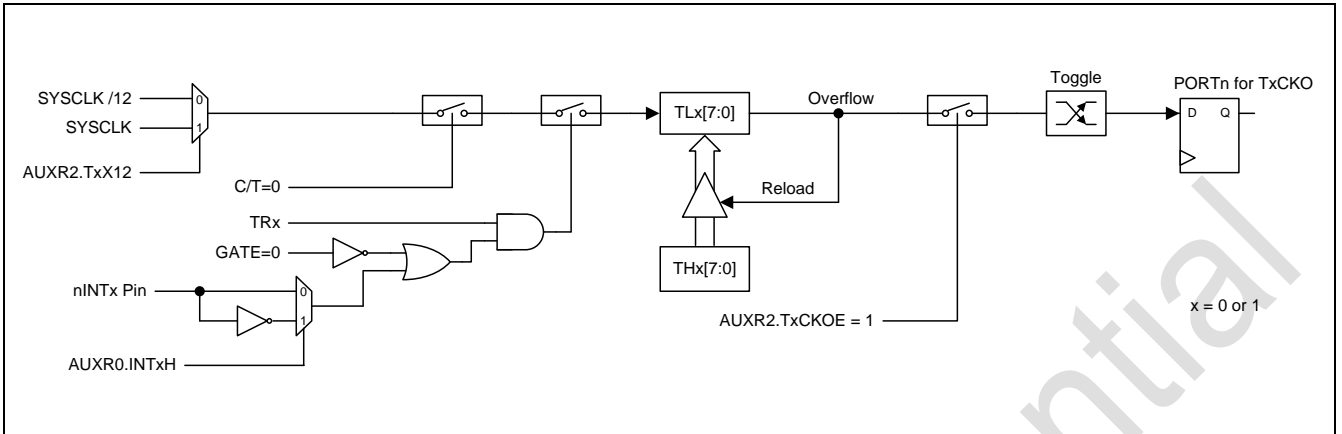 Toggle
PORTn for TxCKO
SYSCLK /12
0
TLx[7:0]
Overflow
D Q
SYSCLK
1
AUXR2.TxX12
C/T=0
Reload
TRx
GATE=0
THx[7:0]
nINTx Pin
0
x = 0 or 1
AUXR2.TxCKOE = 1
1
AUXR0.INTxH
ntial